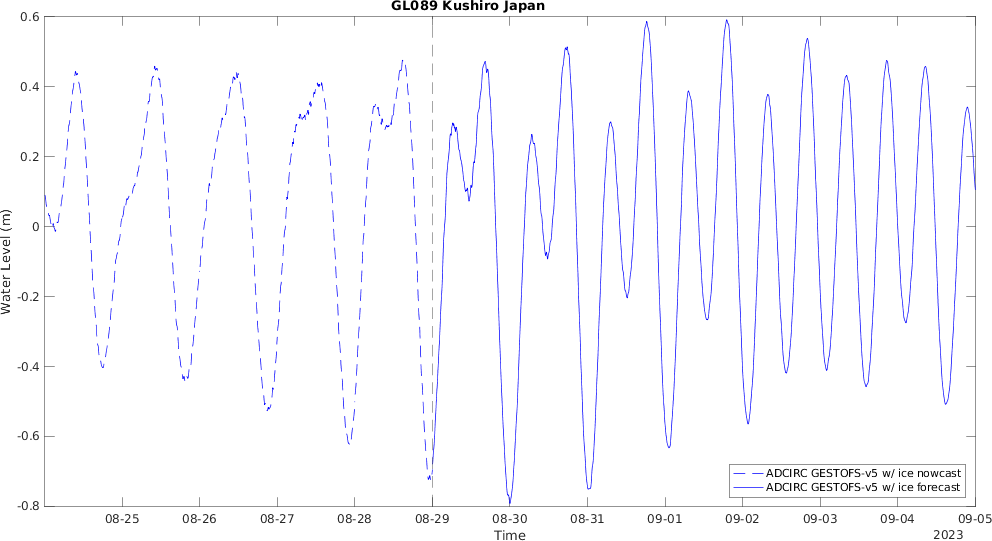 GL089 Kushiro Japan
0.6
0.4
0.2
0
-0.2
-0.4
-0.6
-0.8
Water Level (m)
08-25 08-26 08-27 08-28 08-29 08-30 08-31 09-01 09-02 09-03 09-04 09-05
Time
2023
ADCIRC GESTOFS-v5 w/ ice nowcast
ADCIRC GESTOFS-v5 w/ ice forecast